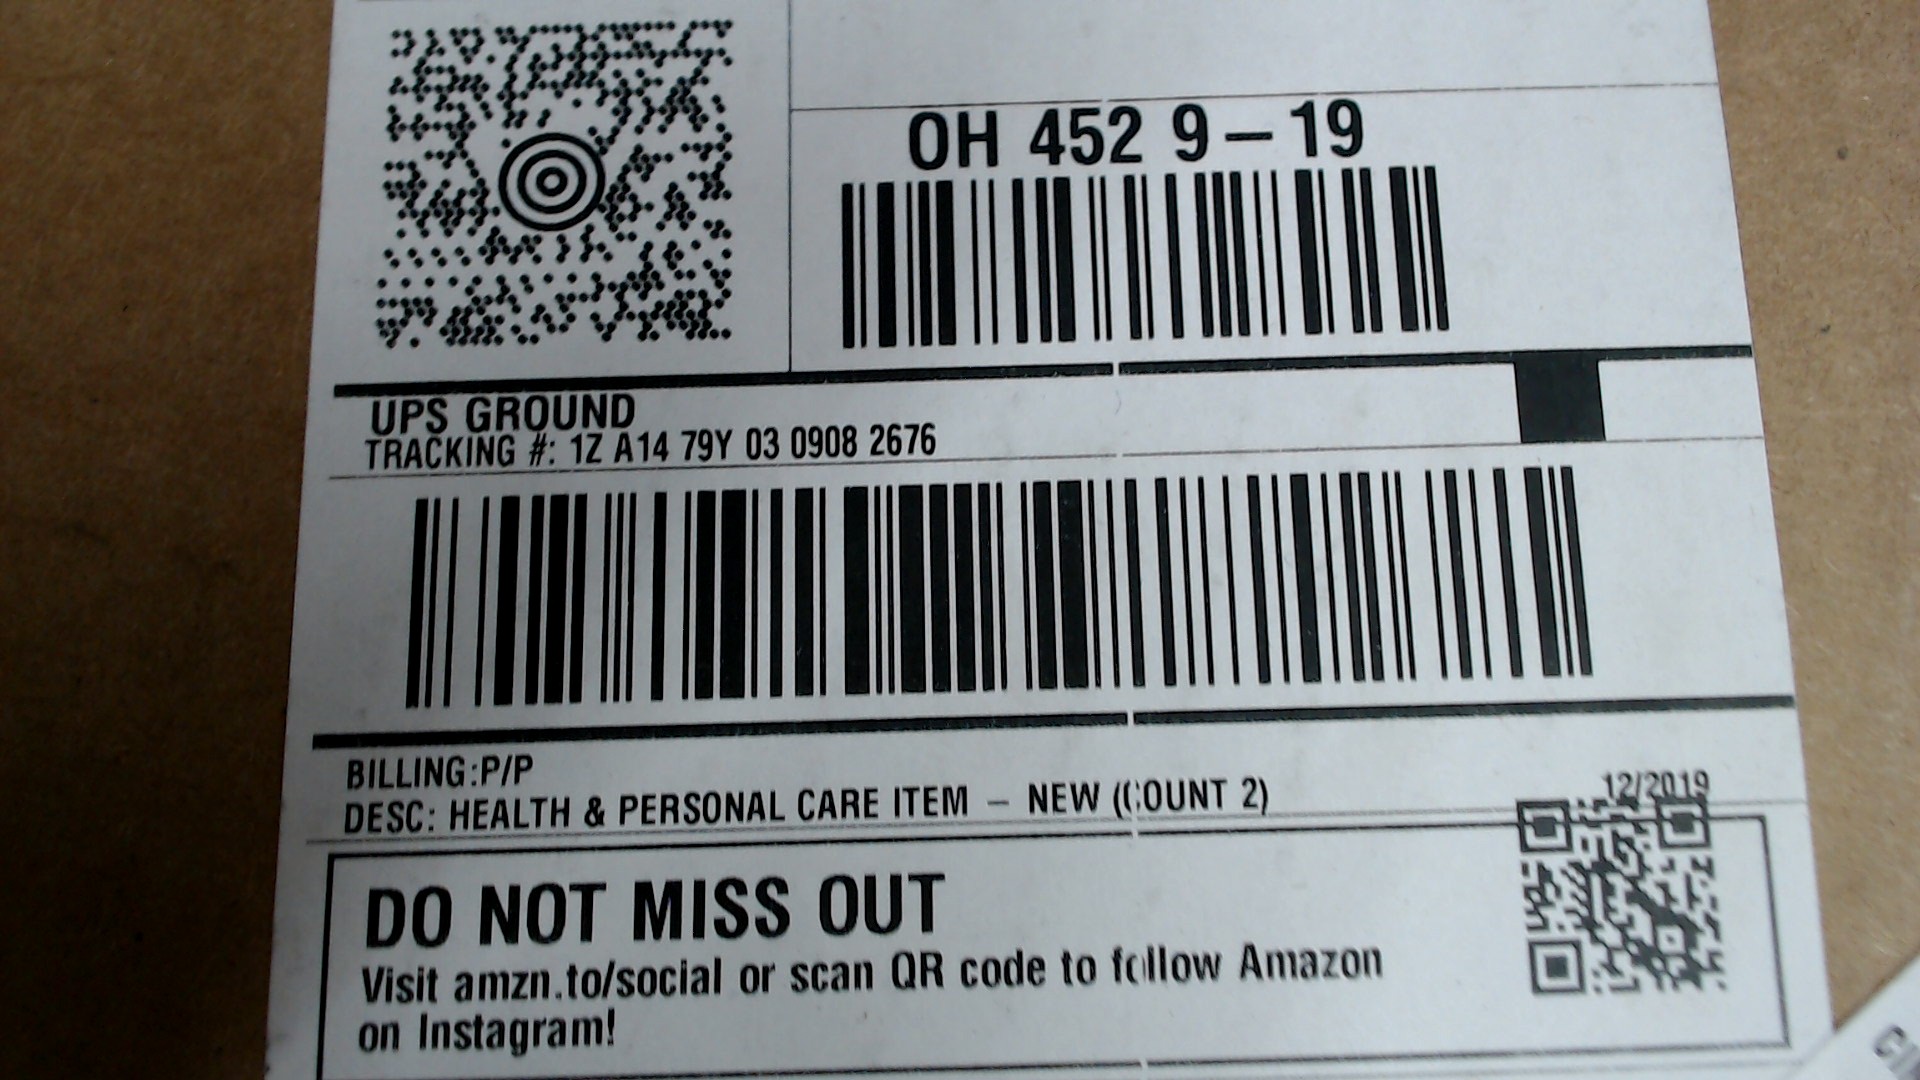 OH 452 9 – 19
UPS GROUND
TRACKING #: 1Z A14 79Y 03 0908 2676
BILLING:P/P
DESC: HEALTH & PERSONAL CARE ITEM – NEW (COUNT 2)
12/2019
DO NOT MISS OUT
Visit amzn.to/social or scan QR code to follow Amazon
on Instagram!